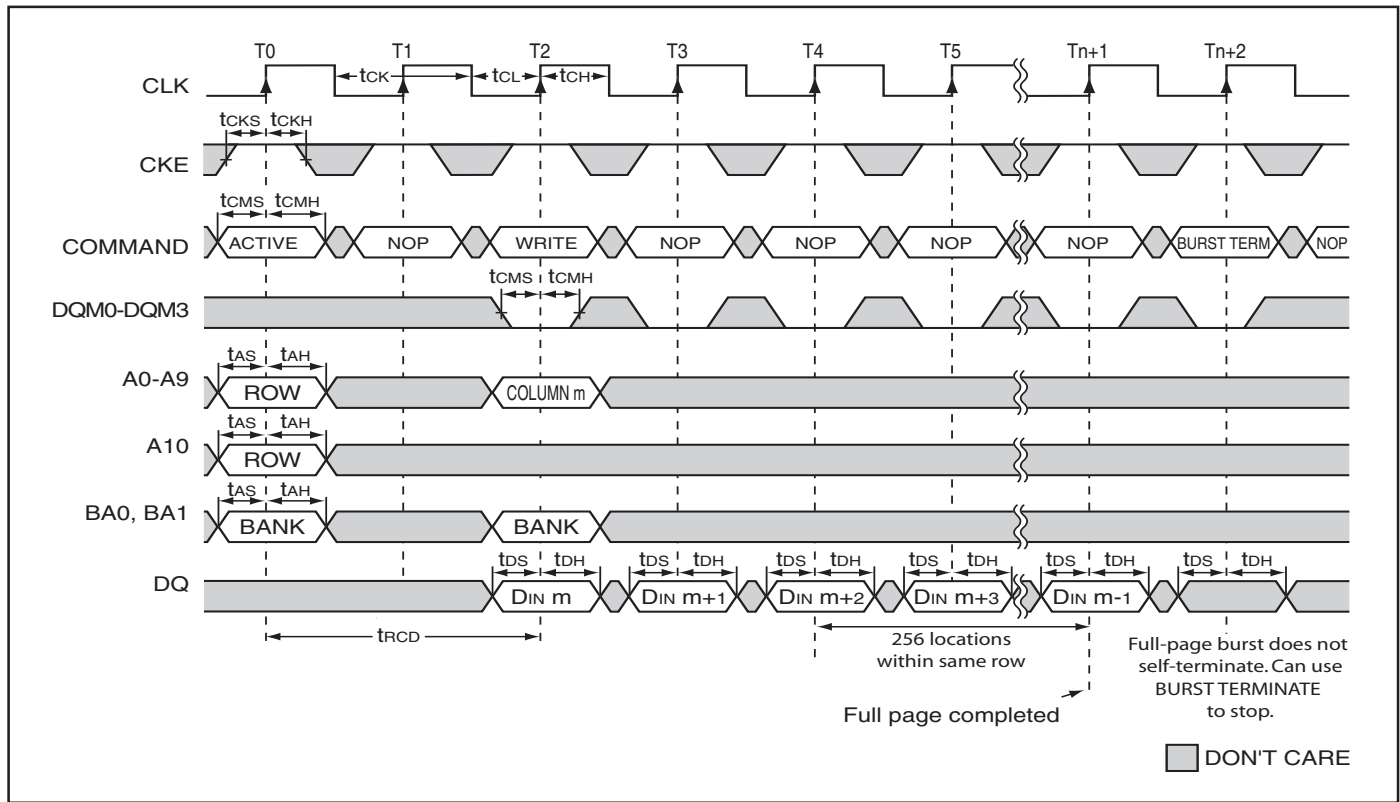 T0 T1 T2 T3 T4 T5 Tn+1 Tn+2
CLK tCK tCL tCH
tCKS tCKH
CKE
tCMS tCMH
COMMAND ACTIVE NOP WRITE NOP NOP NOP NOP BURST TERM NOP
tCMS tCMH
DQM0-DQM3
tAS tAH
A0-A9 ROW COLUMN m
tAS tAH
A10 ROW
tAS tAH
BA0, BA1 BANK BANK
tDS tDH tDS tDH tDS tDH tDS tDH tDS tDH tDS tDH
DQ DIN m DIN m+1 DIN m+2 DIN m+3 DIN m-1
tRCD
256 locations
within same row
Full page completed
Full-page burst does not
self-terminate. Can use
BURST TERMINATE
to stop.
DON'T CARE